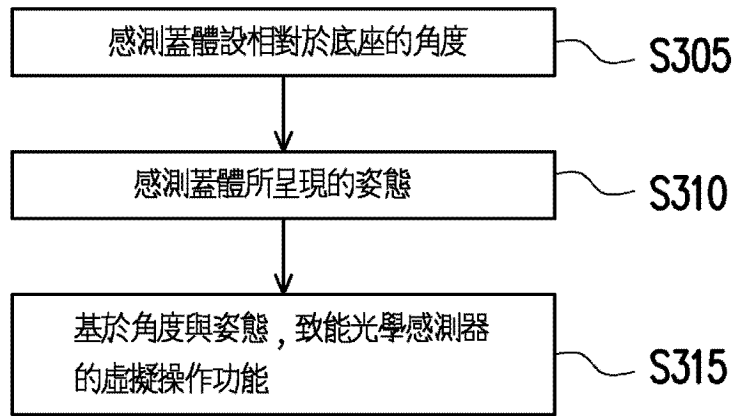 感測蓋體設相對於底座的角度
S305
感測蓋體所呈現的姿態
S310
基於角度與姿態，致能光學感測器
的虛擬操作功能
S315